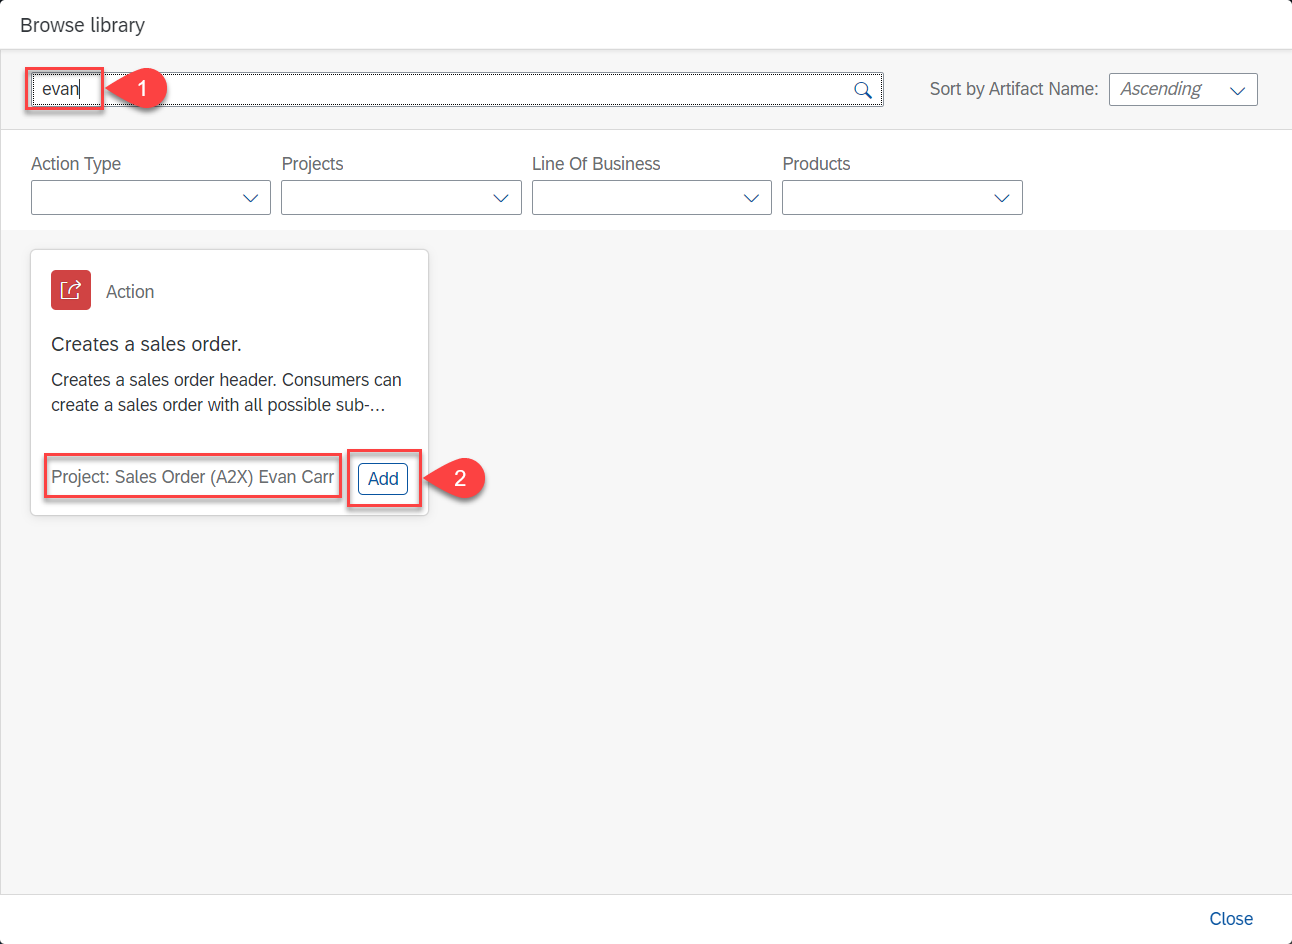 Browse library
evan
1
Sort by Artifact Name:
Ascending
Action Type
Projects
Line Of Business
Products
Action
Creates a sales order.
Creates a sales order header. Consumers can
create a sales order with all possible sub-...
Project: Sales Order (A2X) Evan Carr
Add
2
Close